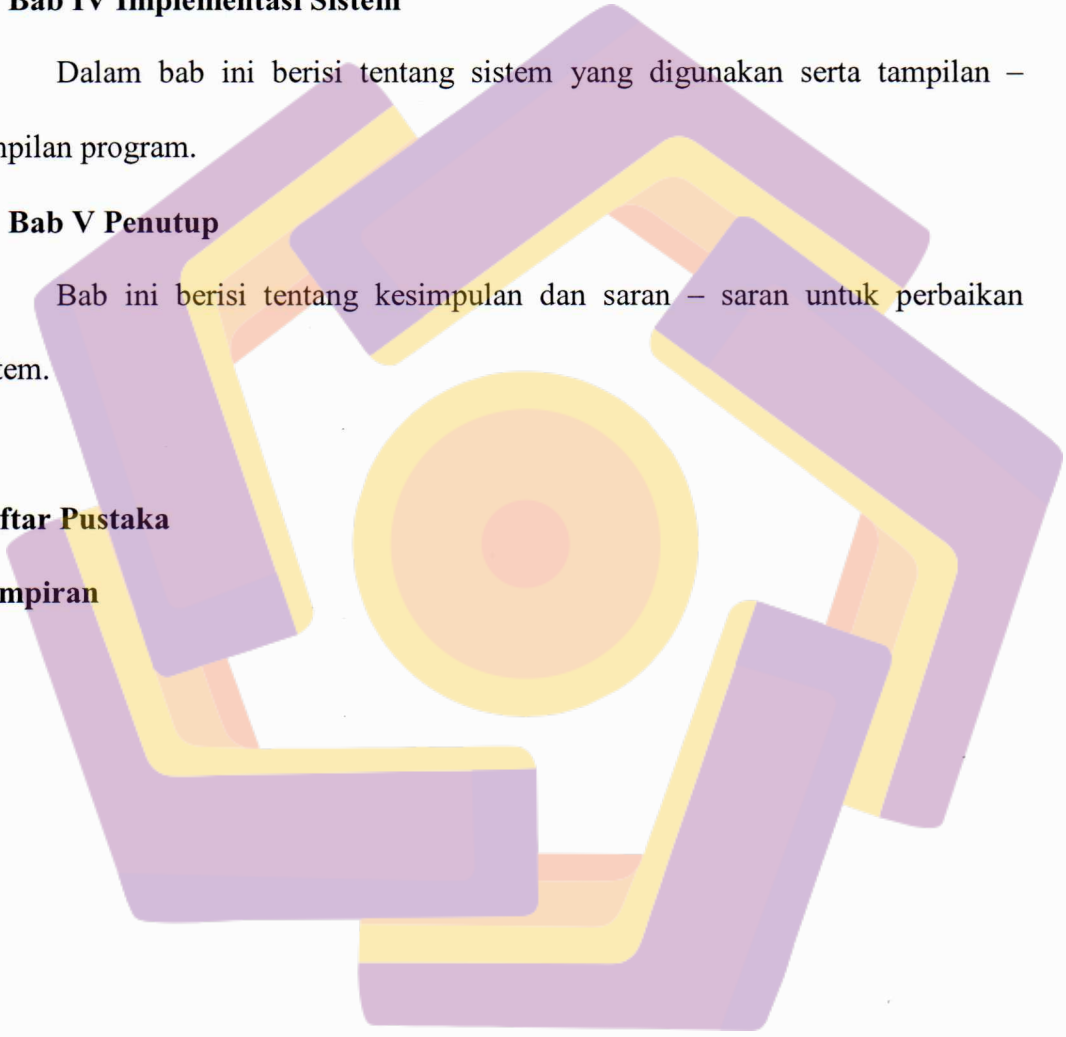 Bab IV Implementasi Sistem
Dalam bab ini berisi tentang sistem yang digunakan serta tampilan –
mpilan program.
Bab V Penutup
Bab ini berisi tentang kesimpulan dan saran – saran untuk perbaikan
tem.
ftar Pustaka
mpiran